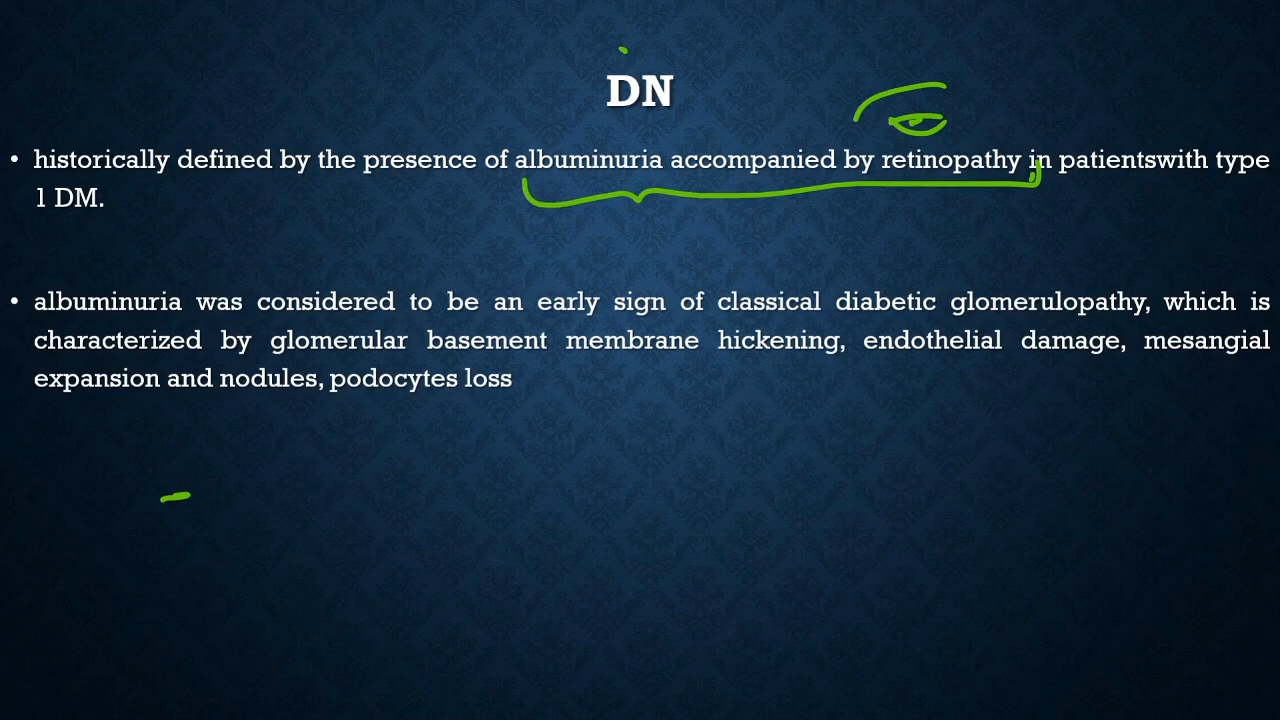 DN
• historically defined by the presence of albuminuria accompanied by retinopathy in patientswith type
1 DM.
• albuminuria was considered to be an early sign of classical diabetic glomerulopathy, which is
characterized by glomerular basement membrane hickening, endothelial damage, mesangial
expansion and nodules, podocytes loss